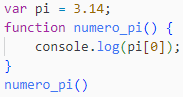 var pi = 3.14;
function numero_pi() {
    console.log(pi[0]);
}
numero_pi()